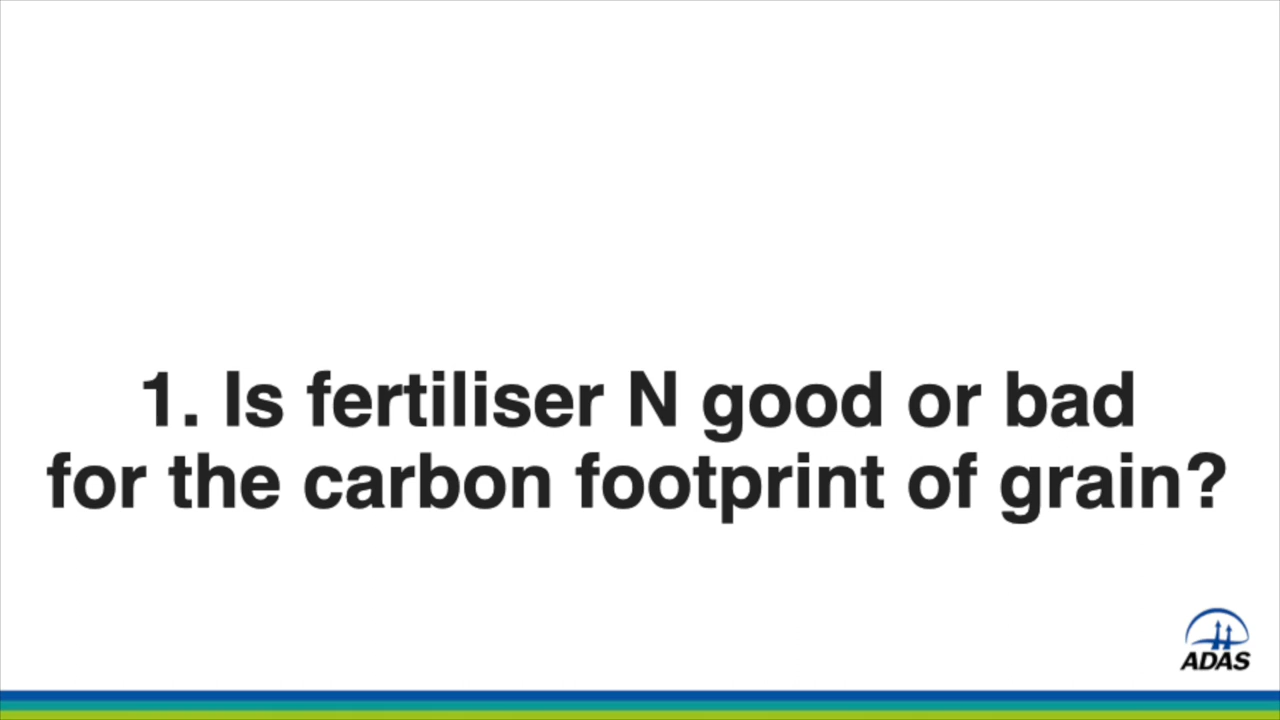 1. Is fertiliser N good or bad
for the carbon footprint of grain?
ADAS